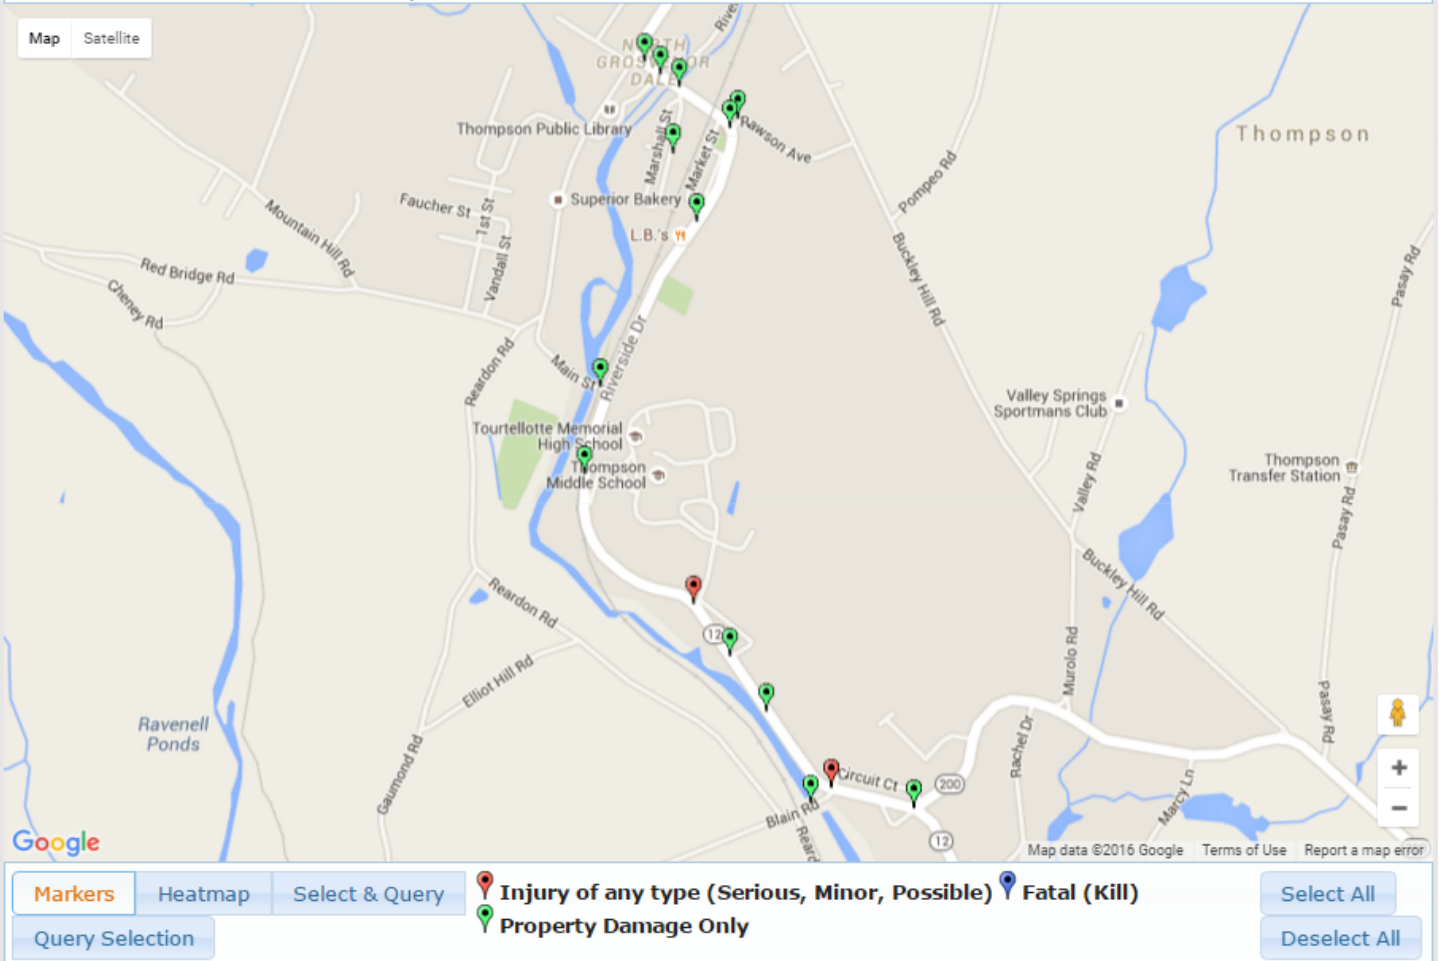 Map
Satellite
River
NORTH
GROSVENOR
DALE
Thompson Public Library
Marshall St
Market St
Rawson Ave
Thompson
Pompeo Rd
Superior Bakery
Faucher St
1st St
Vandall St
L.B.'s
Mountain Hill Rd
Red Bridge Rd
Cheney Rd
Buckley Hill Rd
Pasay Rd
Reardon Rd
Main St
Riverside Dr
Valley Springs
Sportmans Club
Tourtellotte Memorial
High School
Thompson
Middle School
Thompson
Transfer Station
Valley Rd
Pasay Rd
Buckley Hill Rd
Reardon Rd
12
Murolo Rd
Elliot Hill Rd
Pasay Rd
Ravenell
Ponds
Rachel Dr
Gaumond Rd
Circuit Ct
200
Marcy Ln
Blain Rd
Reard
12
Google
Map data ©2016 Google
Terms of Use
Report a map error
Markers
Heatmap
Select & Query
Injury of any type (Serious, Minor, Possible)
Fatal (Kill)
Select All
Query Selection
Property Damage Only
Deselect All